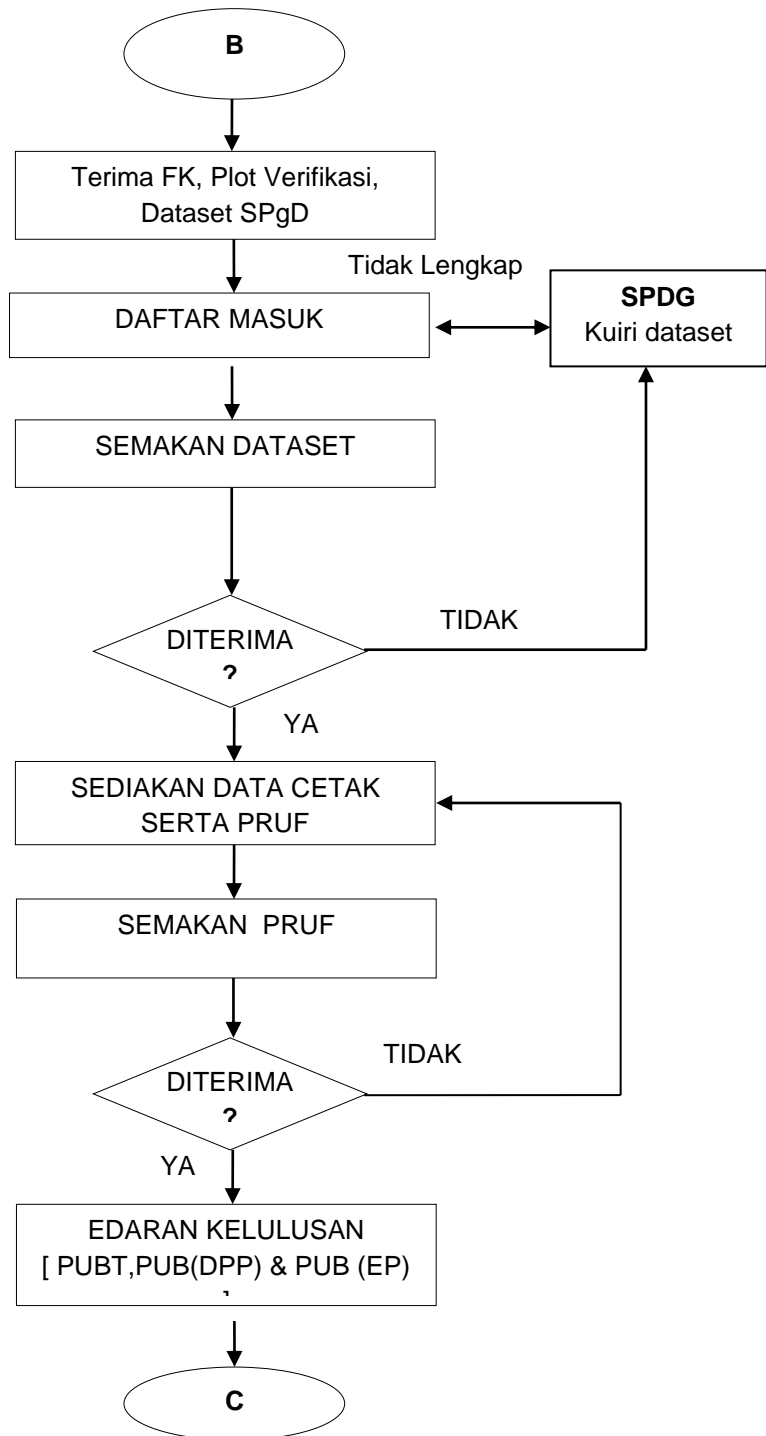 B
Terima FK, Plot Verifikasi,
Dataset SPgD
Tidak Lengkap
DAFTAR MASUK
SPDG
Kuiri dataset
SEMAKAN DATASET
DITERIMA
?
TIDAK
YA
SEDIAKAN DATA CETAK
SERTA PRUF
SEMAKAN PRUF
DITERIMA
?
TIDAK
YA
EDARAN KELULUSAN
[ PUBT,PUB(DPP) & PUB (EP)
]
C